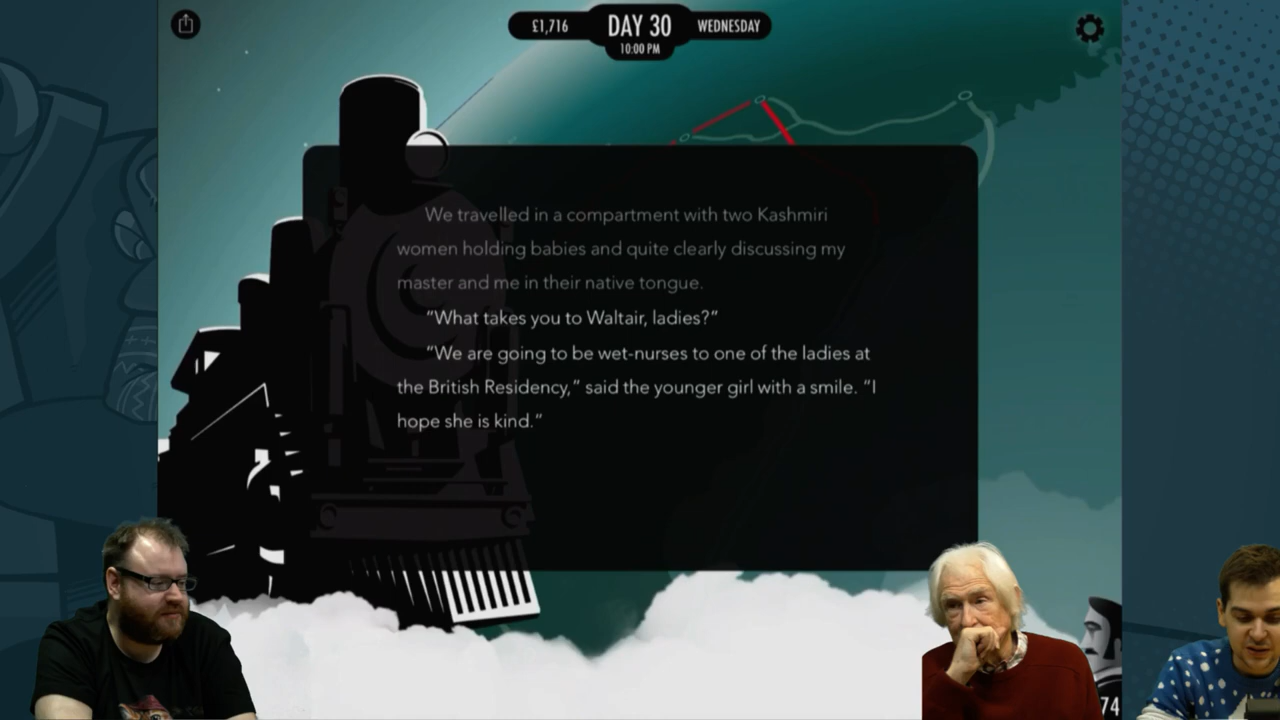 £1,716
DAY 30
WEDNESDAY
10:00 PM
We travelled in a compartment with two Kashmiri
women holding babies and quite clearly discussing my
master and me in their native tongue.
“What takes you to Waltair, ladies?”
“We are going to be wet-nurses to one of the ladies at
the British Residency,” said the younger girl with a smile. “I
hope she is kind.”
74